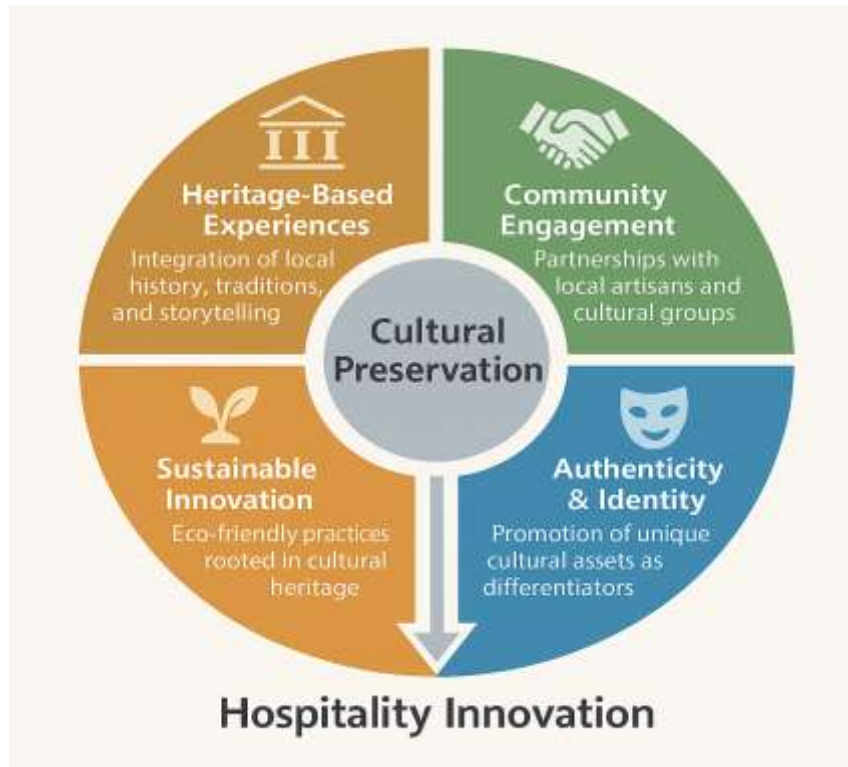 Heritage-Based
Experiences
Integration of local
history, traditions,
and storytelling
Community
Engagement
Partnerships with
local artisans and
cultural groups
Cultural
Preservation
Sustainable
Innovation
Eco-friendly practices
rooted in cultural
heritage
Authenticity
& Identity
Promotion of unique
cultural assets as
differentiators
Hospitality Innovation